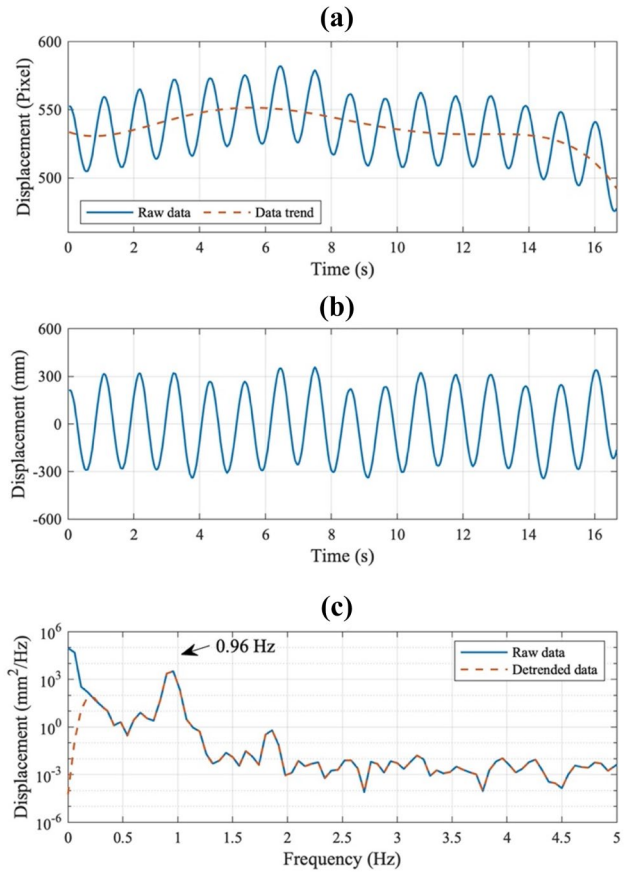 (a)
600
550
500
Displacement (Pixel)
Raw data
Data trend
0 2 4 6 8 10 12 14 16
Time (s)
(b)
600
300
0
-300
-600
Displacement (mm)
0 2 4 6 8 10 12 14 16
Time (s)
(c)
10^6
10^3
10^0
10^-3
10^-6
Displacement (mm^2/Hz)
0.96 Hz
Raw data
Detrended data
0 0.5 1 1.5 2 2.5 3 3.5 4 4.5 5
Frequency (Hz)